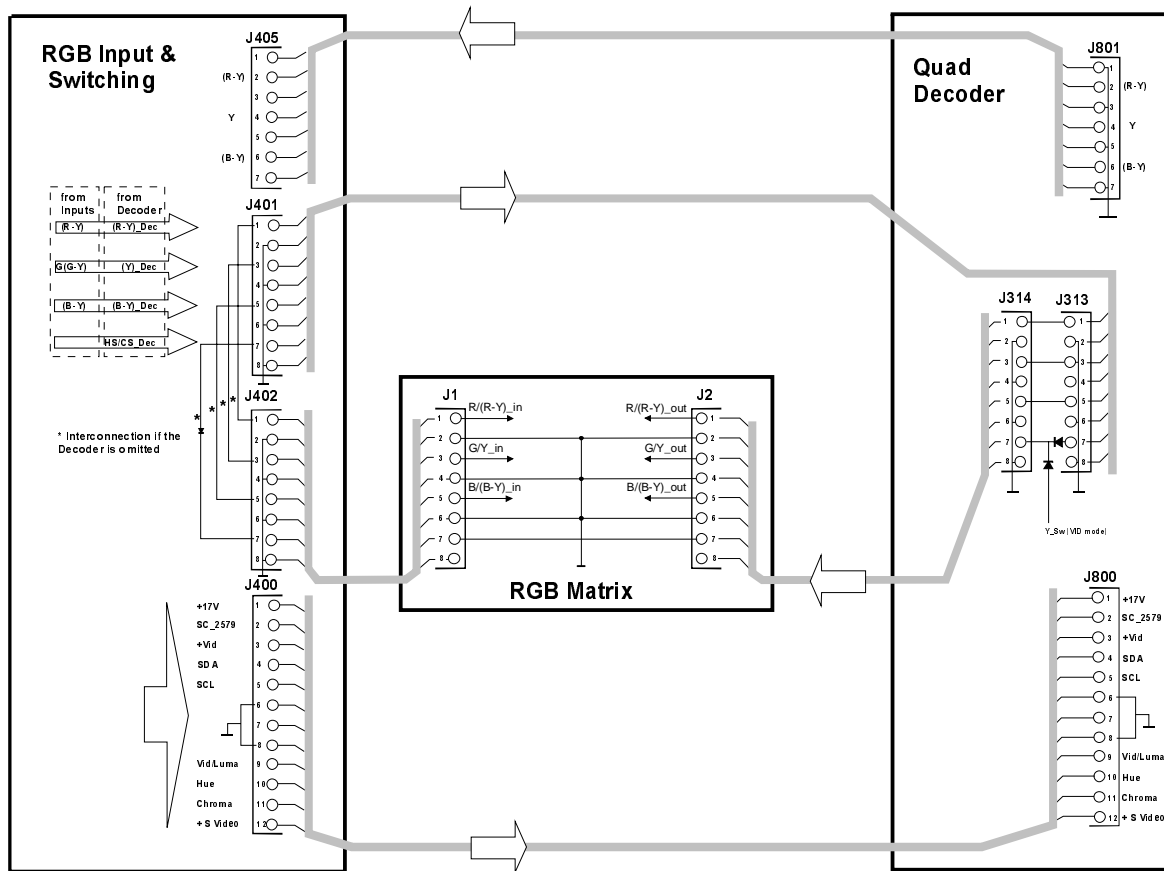 RGB Input &
Switching
J405
1
2
3
4
5
6
7
(R-Y)
Y
(B-Y)
from
Inputs
from
Decoder
(R-Y)
(R-Y)_Dec
G(G-Y)
(Y)_Dec
(B-Y)
(B-Y)_Dec
HS/CS_Dec
J401
1
2
3
4
5
6
7
8
* * * *
* Interconnection if the
Decoder is omitted
J402
1
2
3
4
5
6
7
8
J400
+17V 1
SC_2579 2
+Vid 3
SDA 4
SCL 5
6
7
8
Vid/Luma 9
Hue 10
Chroma 11
+ S Video 12
J1
1
2
3
4
5
6
7
8
R/(R-Y)_in
G/Y_in
B/(B-Y)_in
J2
1
2
3
4
5
6
7
8
R/(R-Y)_out
G/Y_out
B/(B-Y)_out
RGB Matrix
Quad
Decoder
J801
1
2 (R-Y)
3
4 Y
5
6 (B-Y)
7
J314
1
2
3
4
5
6
7
8
J313
1
2
3
4
5
6
7
8
Y_Sw(VID mode)
J800
1 +17V
2 SC_2579
3 +Vid
4 SDA
5 SCL
6
7
8
9 Vid/Luma
10 Hue
11 Chroma
12 + S Video